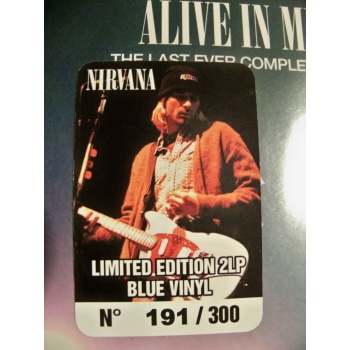 ALIVE IN M
THE LAST EVER COMPLE
NIRVANA
LIMITED EDITION 2LP
BLUE VINYL
N° 191 / 300